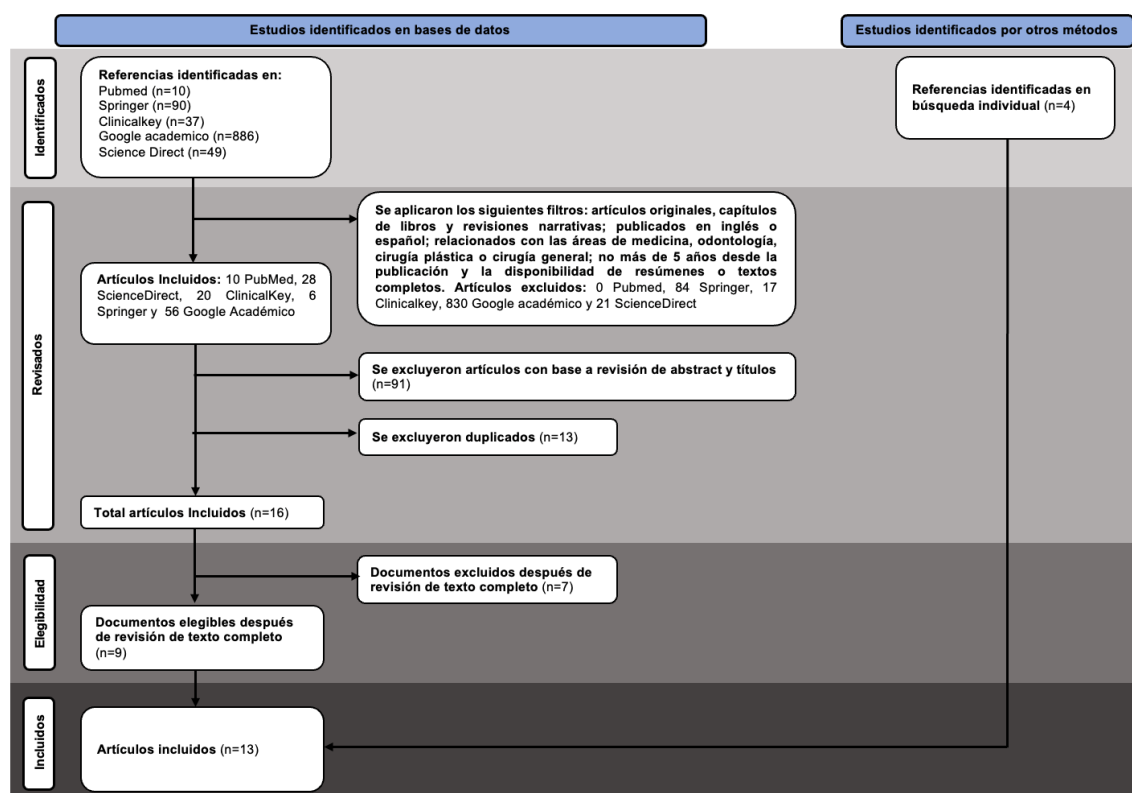 Estudios identificados en bases de datos
Estudios identificados por otros métodos
Identificados
Referencias identificadas en:
Pubmed (n=10)
Springer (n=90)
Clinicalkey (n=37)
Google academico (n=886)
Science Direct (n=49)
Referencias identificadas en
búsqueda individual (n=4)
Revisados
Se aplicaron los siguientes filtros: artículos originales, capítulos
de libros y revisiones narrativas; publicados en inglés o
español; relacionados con las áreas de medicina, odontología,
cirugía plástica o cirugía general; no más de 5 años desde la
publicación y la disponibilidad de resúmenes o textos
completos. Artículos excluidos: 0 Pubmed, 84 Springer, 17
Clinicalkey, 830 Google académico y 21 ScienceDirect
Artículos Incluidos: 10 PubMed, 28
ScienceDirect, 20 ClinicalKey, 6
Springer y 56 Google Académico
Se excluyeron artículos con base a revisión de abstract y títulos
(n=91)
Se excluyeron duplicados (n=13)
Total artículos Incluidos (n=16)
Elegibilidad
Documentos excluidos después de
revisión de texto completo (n=7)
Documentos elegibles después
de revisión de texto completo
(n=9)
Incluidos
Artículos incluidos (n=13)